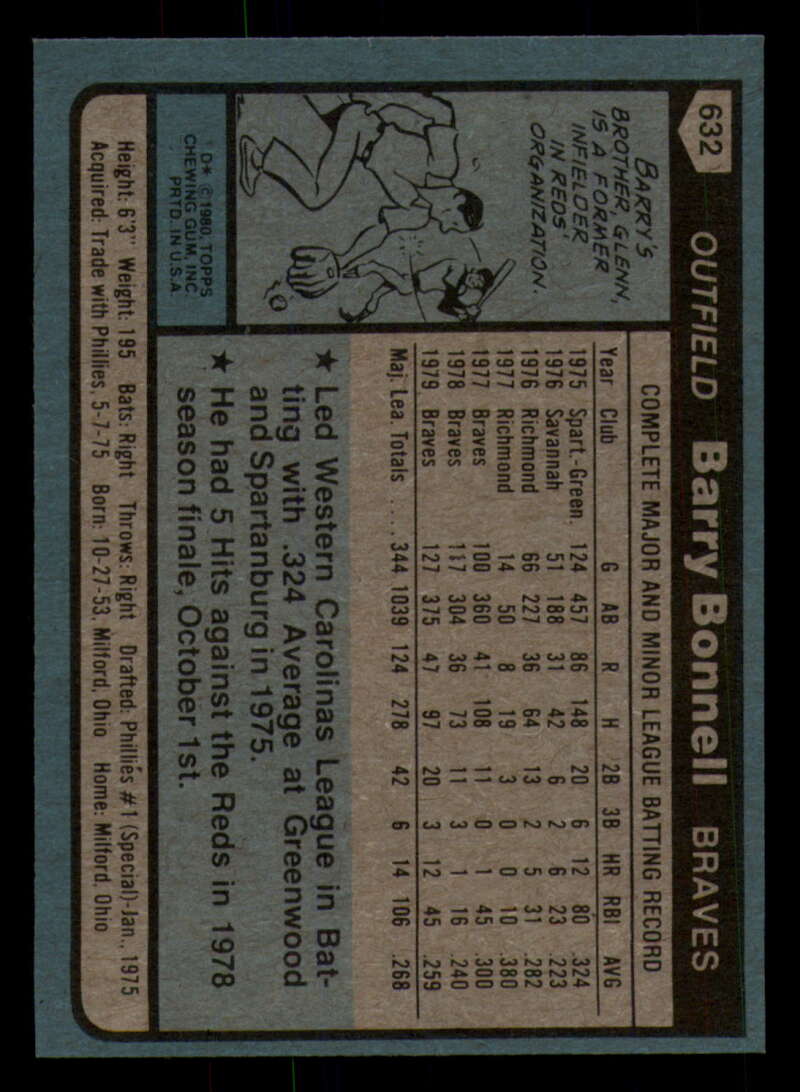 632 OUTFIELD Barry Bonnell BRAVES
BARRY'S
BROTHER, GLENN,
IS A FORMER
INFIELDER
IN REDS'
ORGANIZATION.
D* © 1980, TOPPS
CHEWING GUM, INC.
PRTD. IN U.S.A.
COMPLETE MAJOR AND MINOR LEAGUE BATTING RECORD
Year Club G AB R H 2B 3B HR RBI AVG
1975 Spart.-Green. 124 457 86 148 20 6 12 80 .324
1976 Savannah 51 188 31 42 6 2 6 23 .223
1976 Richmond 66 227 36 64 13 2 5 31 .282
1977 Richmond 14 50 8 19 3 0 0 10 .380
1977 Braves 100 360 41 108 11 0 1 45 .300
1978 Braves 117 304 36 73 11 3 1 16 .240
1979 Braves 127 375 47 97 20 3 12 45 .259
Maj. Lea. Totals ..... 344 1039 124 278 42 6 14 106 .268
★ Led Western Carolinas League in Bat-
ting with .324 Average at Greenwood
and Spartanburg in 1975.
★ He had 5 Hits against the Reds in 1978
season finale, October 1st.
Height: 6'3" Weight: 195 Bats: Right Throws: Right Drafted: Phillies #1 (Special)-Jan., 1975
Acquired: Trade with Phillies, 5-7-75 Born: 10-27-53, Milford, Ohio Home: Milford, Ohio